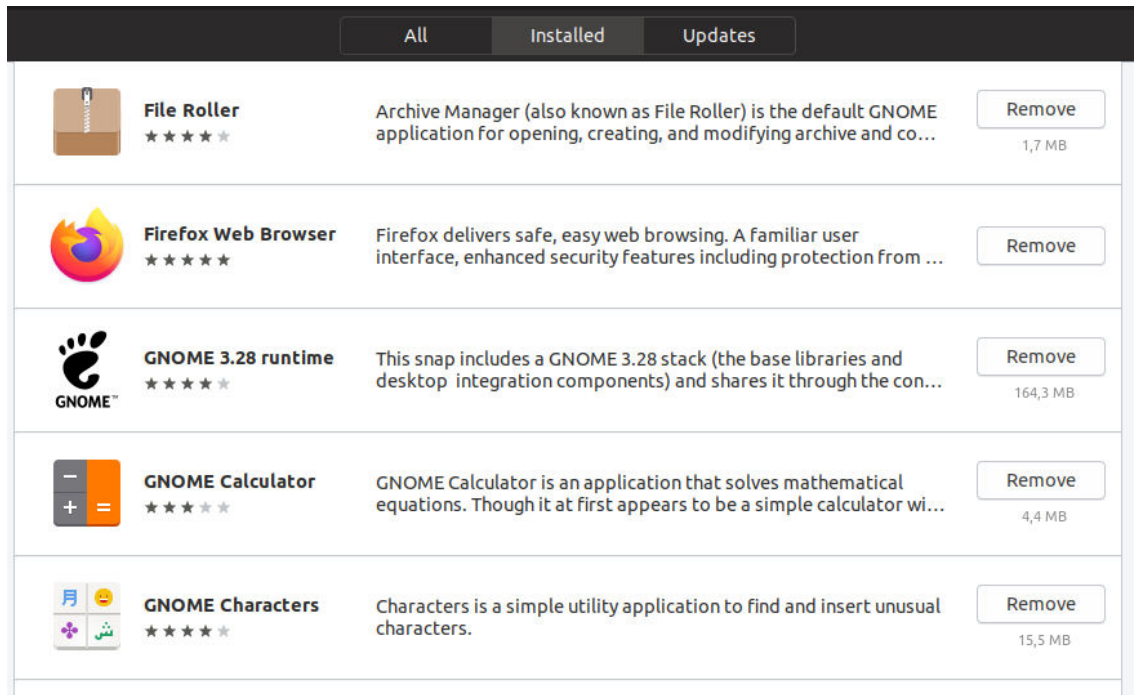 All Installed Updates
File Roller
Archive Manager (also known as File Roller) is the default GNOME
application for opening, creating, and modifying archive and co…
Remove
1,7 MB
Firefox Web Browser
Firefox delivers safe, easy web browsing. A familiar user
interface, enhanced security features including protection from …
Remove
GNOME™
GNOME 3.28 runtime
This snap includes a GNOME 3.28 stack (the base libraries and
desktop  integration components) and shares it through the con…
Remove
164,3 MB
GNOME Calculator
GNOME Calculator is an application that solves mathematical
equations. Though it at first appears to be a simple calculator wi…
Remove
4,4 MB
月
ش
GNOME Characters
Characters is a simple utility application to find and insert unusual
characters.
Remove
15,5 MB